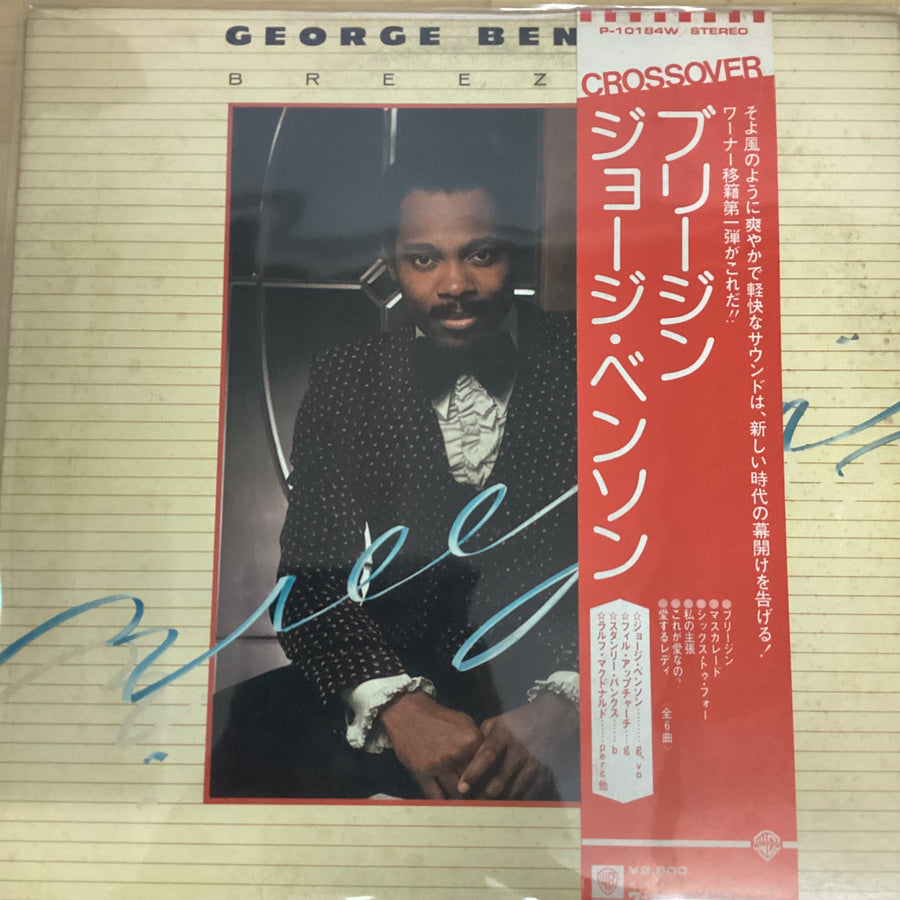 GEORGE BEN
BREEZ
P-10184W STEREO
CROSSOVER
そよ風のように爽やかで軽快なサウンドは、新しい時代の幕開けを告げる！
ワーナー移籍第一弾がこれだ!!
ブリージン
ジョージ・ベンソン
●ブリージン
●マスカレード
●シックス・トゥ・フォー
●私の主張
●これが愛なの?
●愛するレディ
全6曲
☆ジョージ・ベンソン………g、vo
☆フィル・アップチャーチ…g
☆スタンリー・バンクス……b
☆ラルフ・マクドナルド……perc他
¥2,500